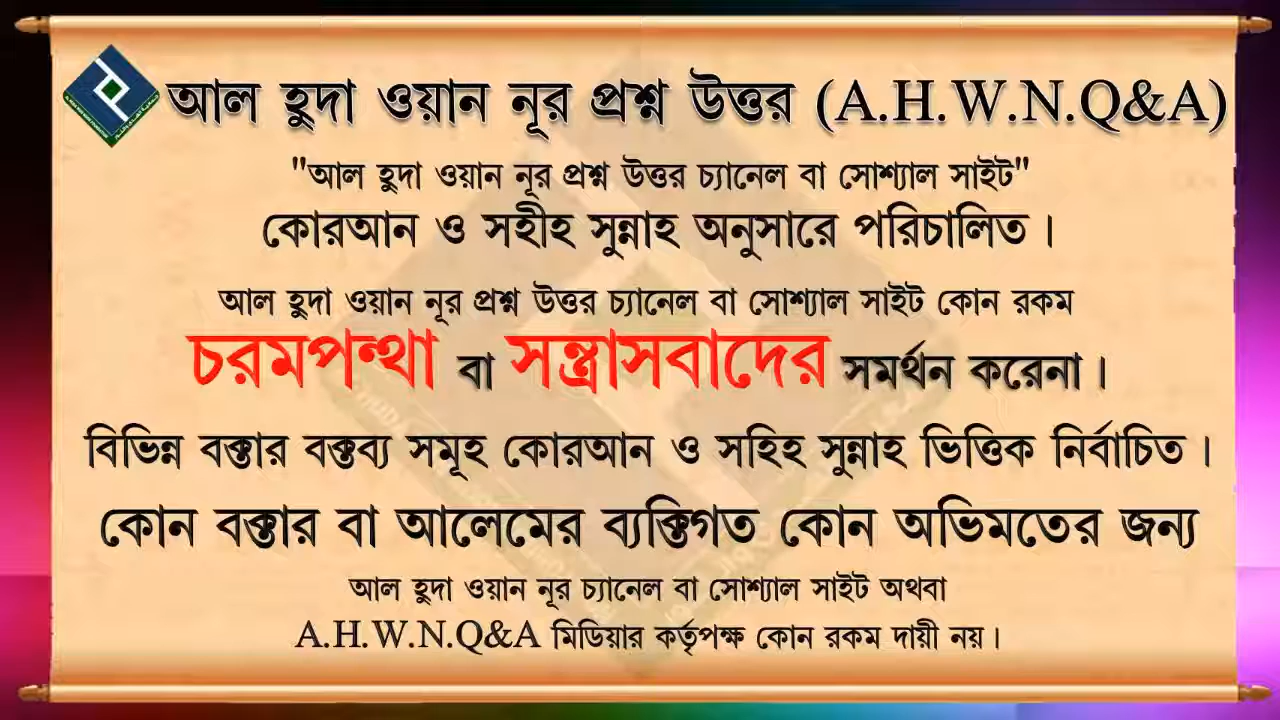 আল হুদা ওয়ান নূর প্রশ্ন উত্তর (A.H.W.N.Q&A)
"আল হুদা ওয়ান নূর প্রশ্ন উত্তর চ্যানেল বা সোশ্যাল সাইট"
কোরআন ও সহীহ সুন্নাহ অনুসারে পরিচালিত।
আল হুদা ওয়ান নূর প্রশ্ন উত্তর চ্যানেল বা সোশ্যাল সাইট কোন রকম
চরমপন্থা বা সন্ত্রাসবাদের সমর্থন করেনা।
বিভিন্ন বক্তার বক্তব্য সমূহ কোরআন ও সহিহ সুন্নাহ ভিত্তিক নির্বাচিত।
কোন বক্তার বা আলেমের ব্যক্তিগত কোন অভিমতের জন্য
আল হুদা ওয়ান নূর চ্যানেল বা সোশ্যাল সাইট অথবা
A.H.W.N.Q&A মিডিয়ার কর্তৃপক্ষ কোন রকম দায়ী নয়।